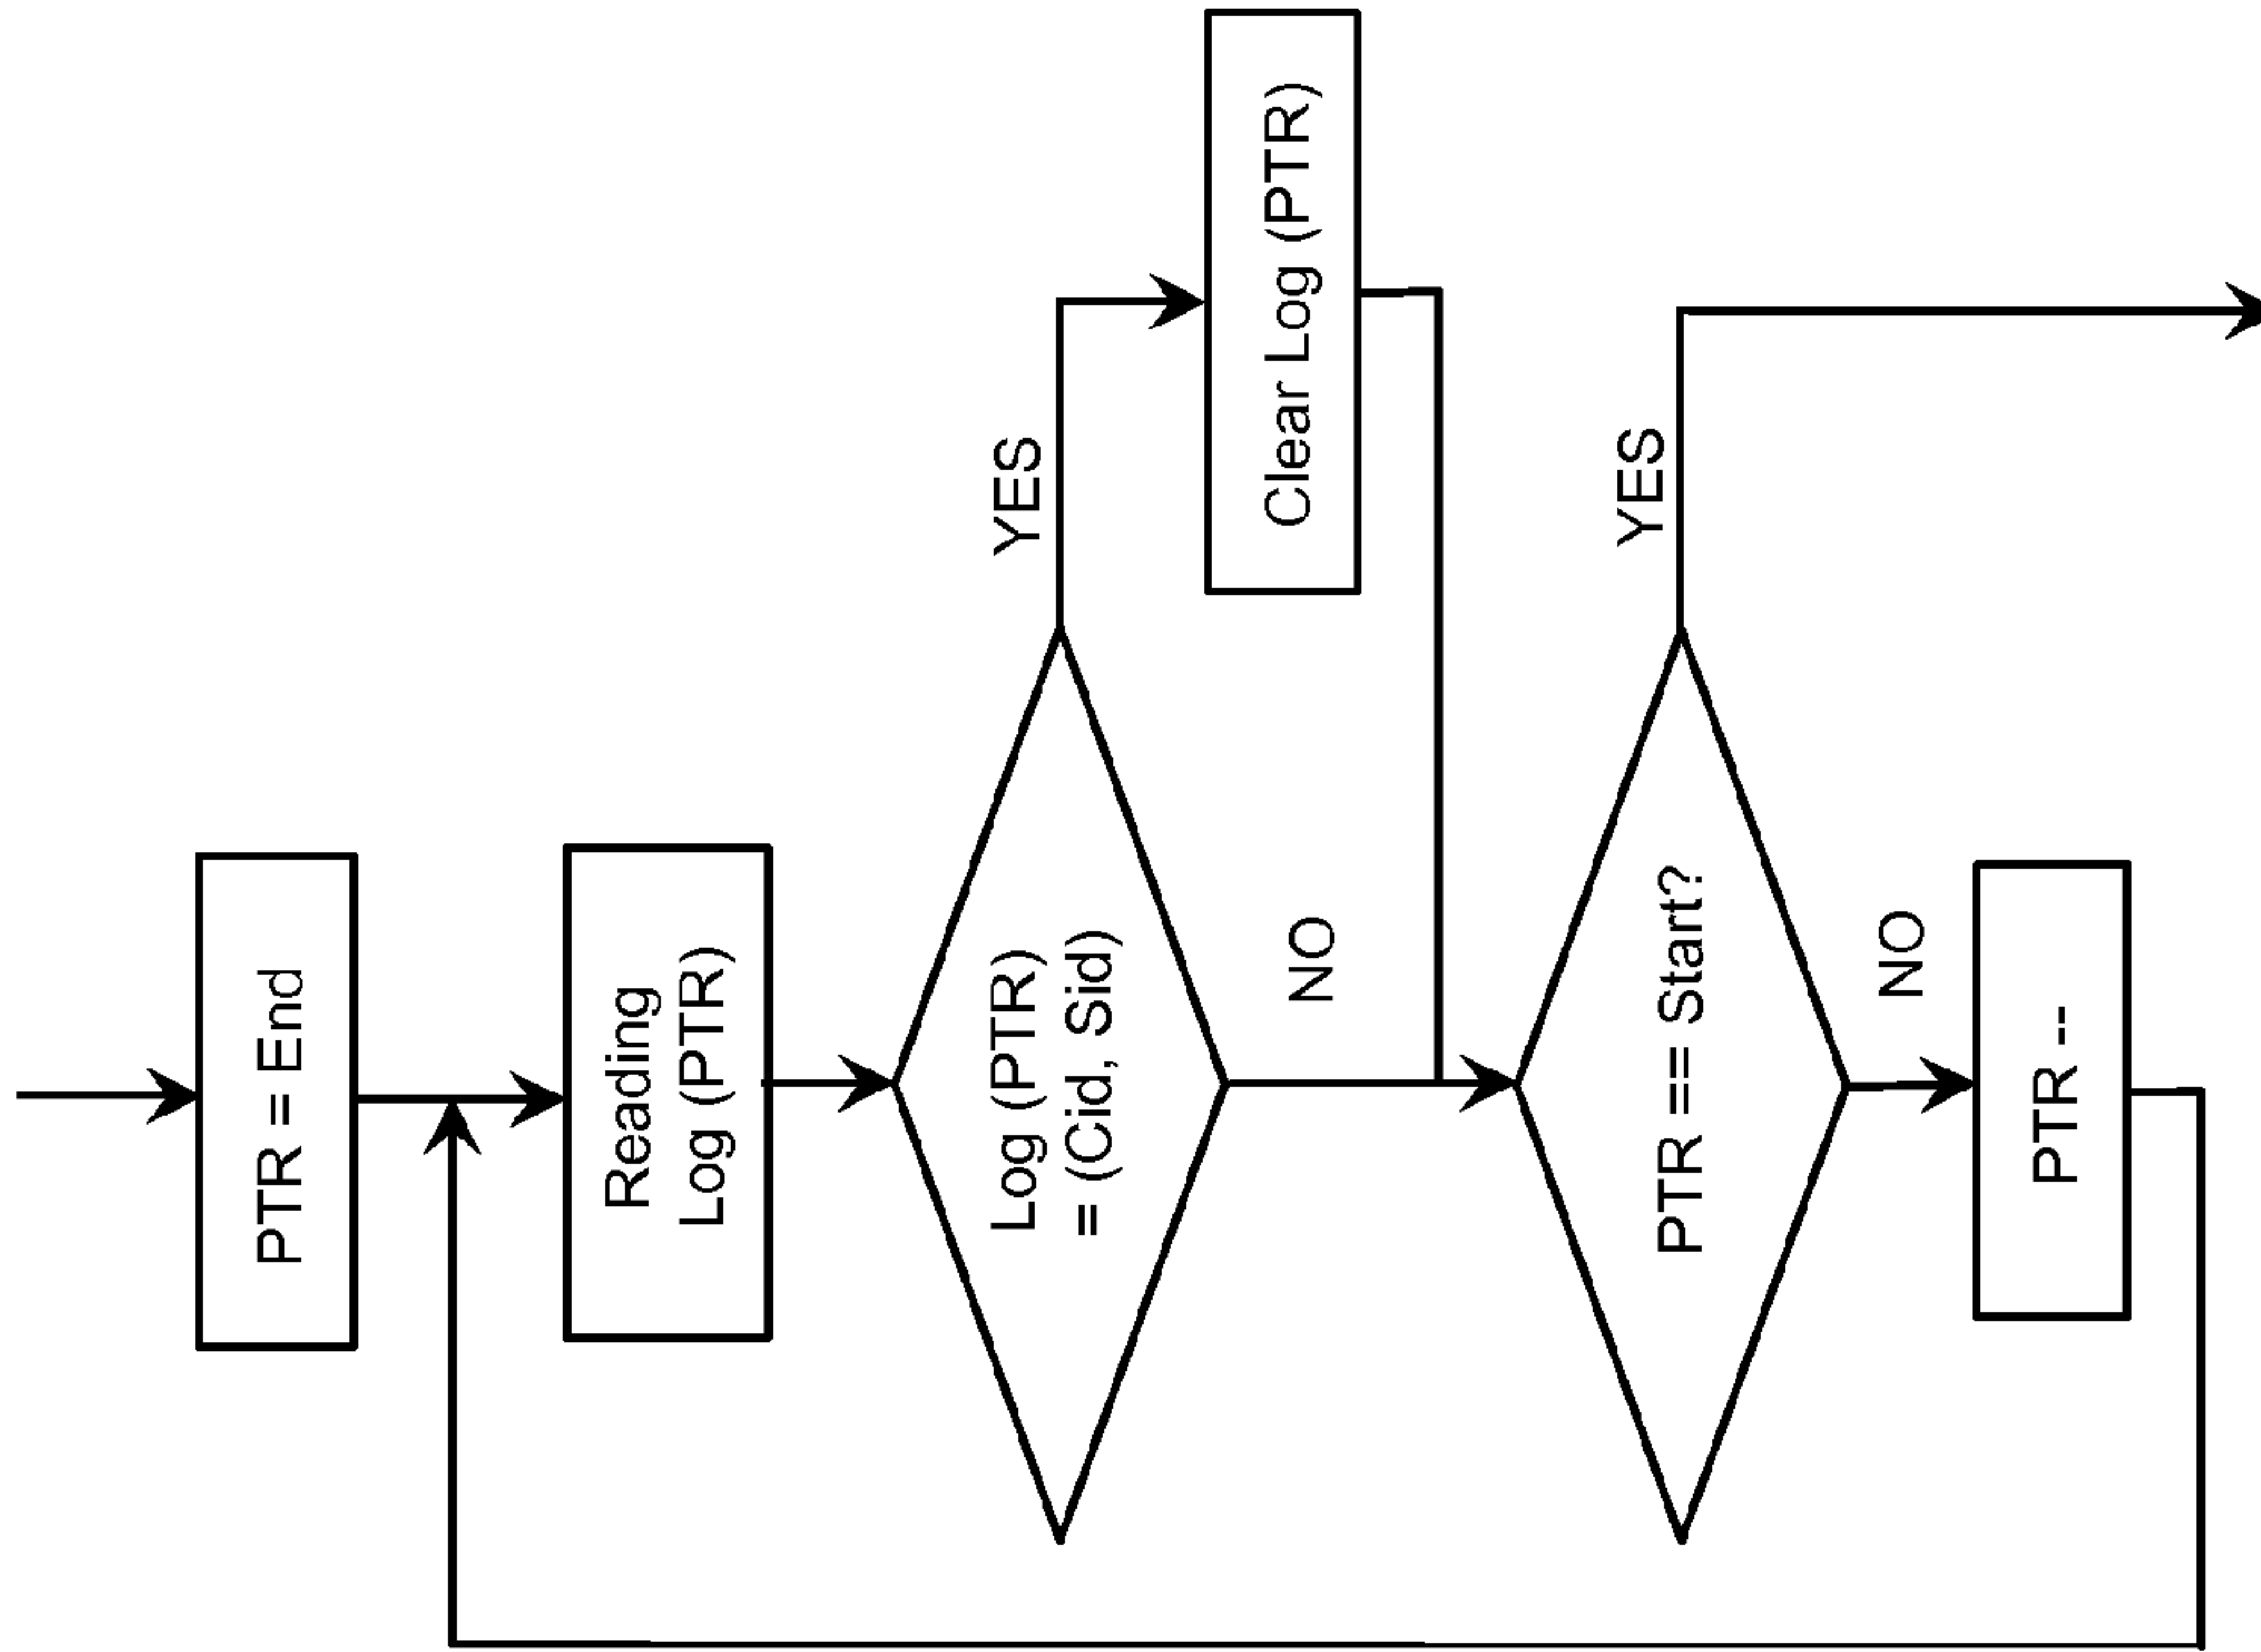 PTR = End
Reading
Log (PTR)
Log (PTR)
= (Cid, Sid)
YES
Clear Log (PTR)
NO
PTR == Start?
YES
NO
PTR --